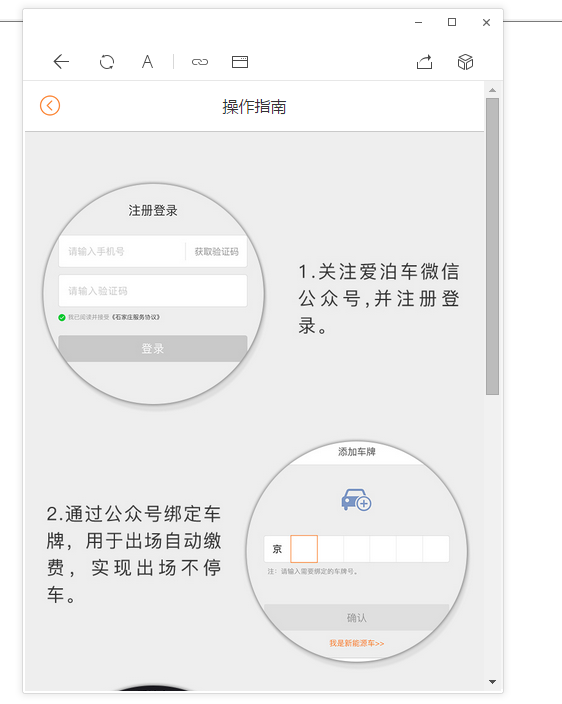 操作指南
注册登录
请输入手机号 获取验证码
请输入验证码
我已阅读并接受《石家庄服务协议》
登录
1.关注爱泊车微信
公众号,并注册登
录。
添加车牌
2.通过公众号绑定车
牌，用于出场自动缴
费，实现出场不停
车。
京
注：请输入需要绑定的车牌号。
确认
我是新能源车>>